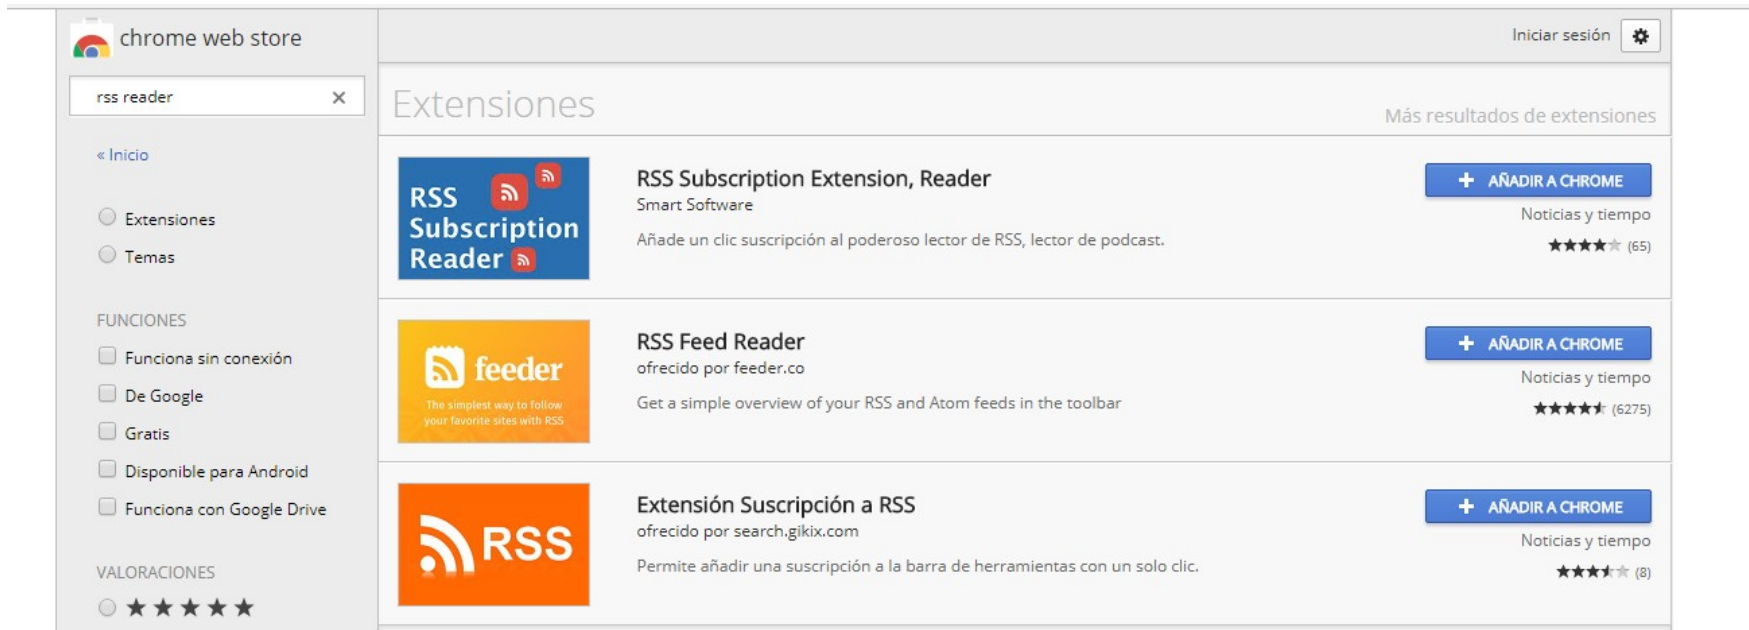 chrome web store
Iniciar sesión
rss reader
« Inicio
Extensiones
Temas
FUNCIONES
Funciona sin conexión
De Google
Gratis
Disponible para Android
Funciona con Google Drive
VALORACIONES
Extensiones
Más resultados de extensiones
RSS
Subscription
Reader
RSS Subscription Extension, Reader
Smart Software
Añade un clic suscripción al poderoso lector de RSS, lector de podcast.
AÑADIR A CHROME
Noticias y tiempo
(65)
feeder
The simplest way to follow
your favorite sites with RSS
RSS Feed Reader
ofrecido por feeder.co
Get a simple overview of your RSS and Atom feeds in the toolbar
AÑADIR A CHROME
Noticias y tiempo
(6275)
RSS
Extensión Suscripción a RSS
ofrecido por search.gikix.com
Permite añadir una suscripción a la barra de herramientas con un solo clic.
AÑADIR A CHROME
Noticias y tiempo
(8)